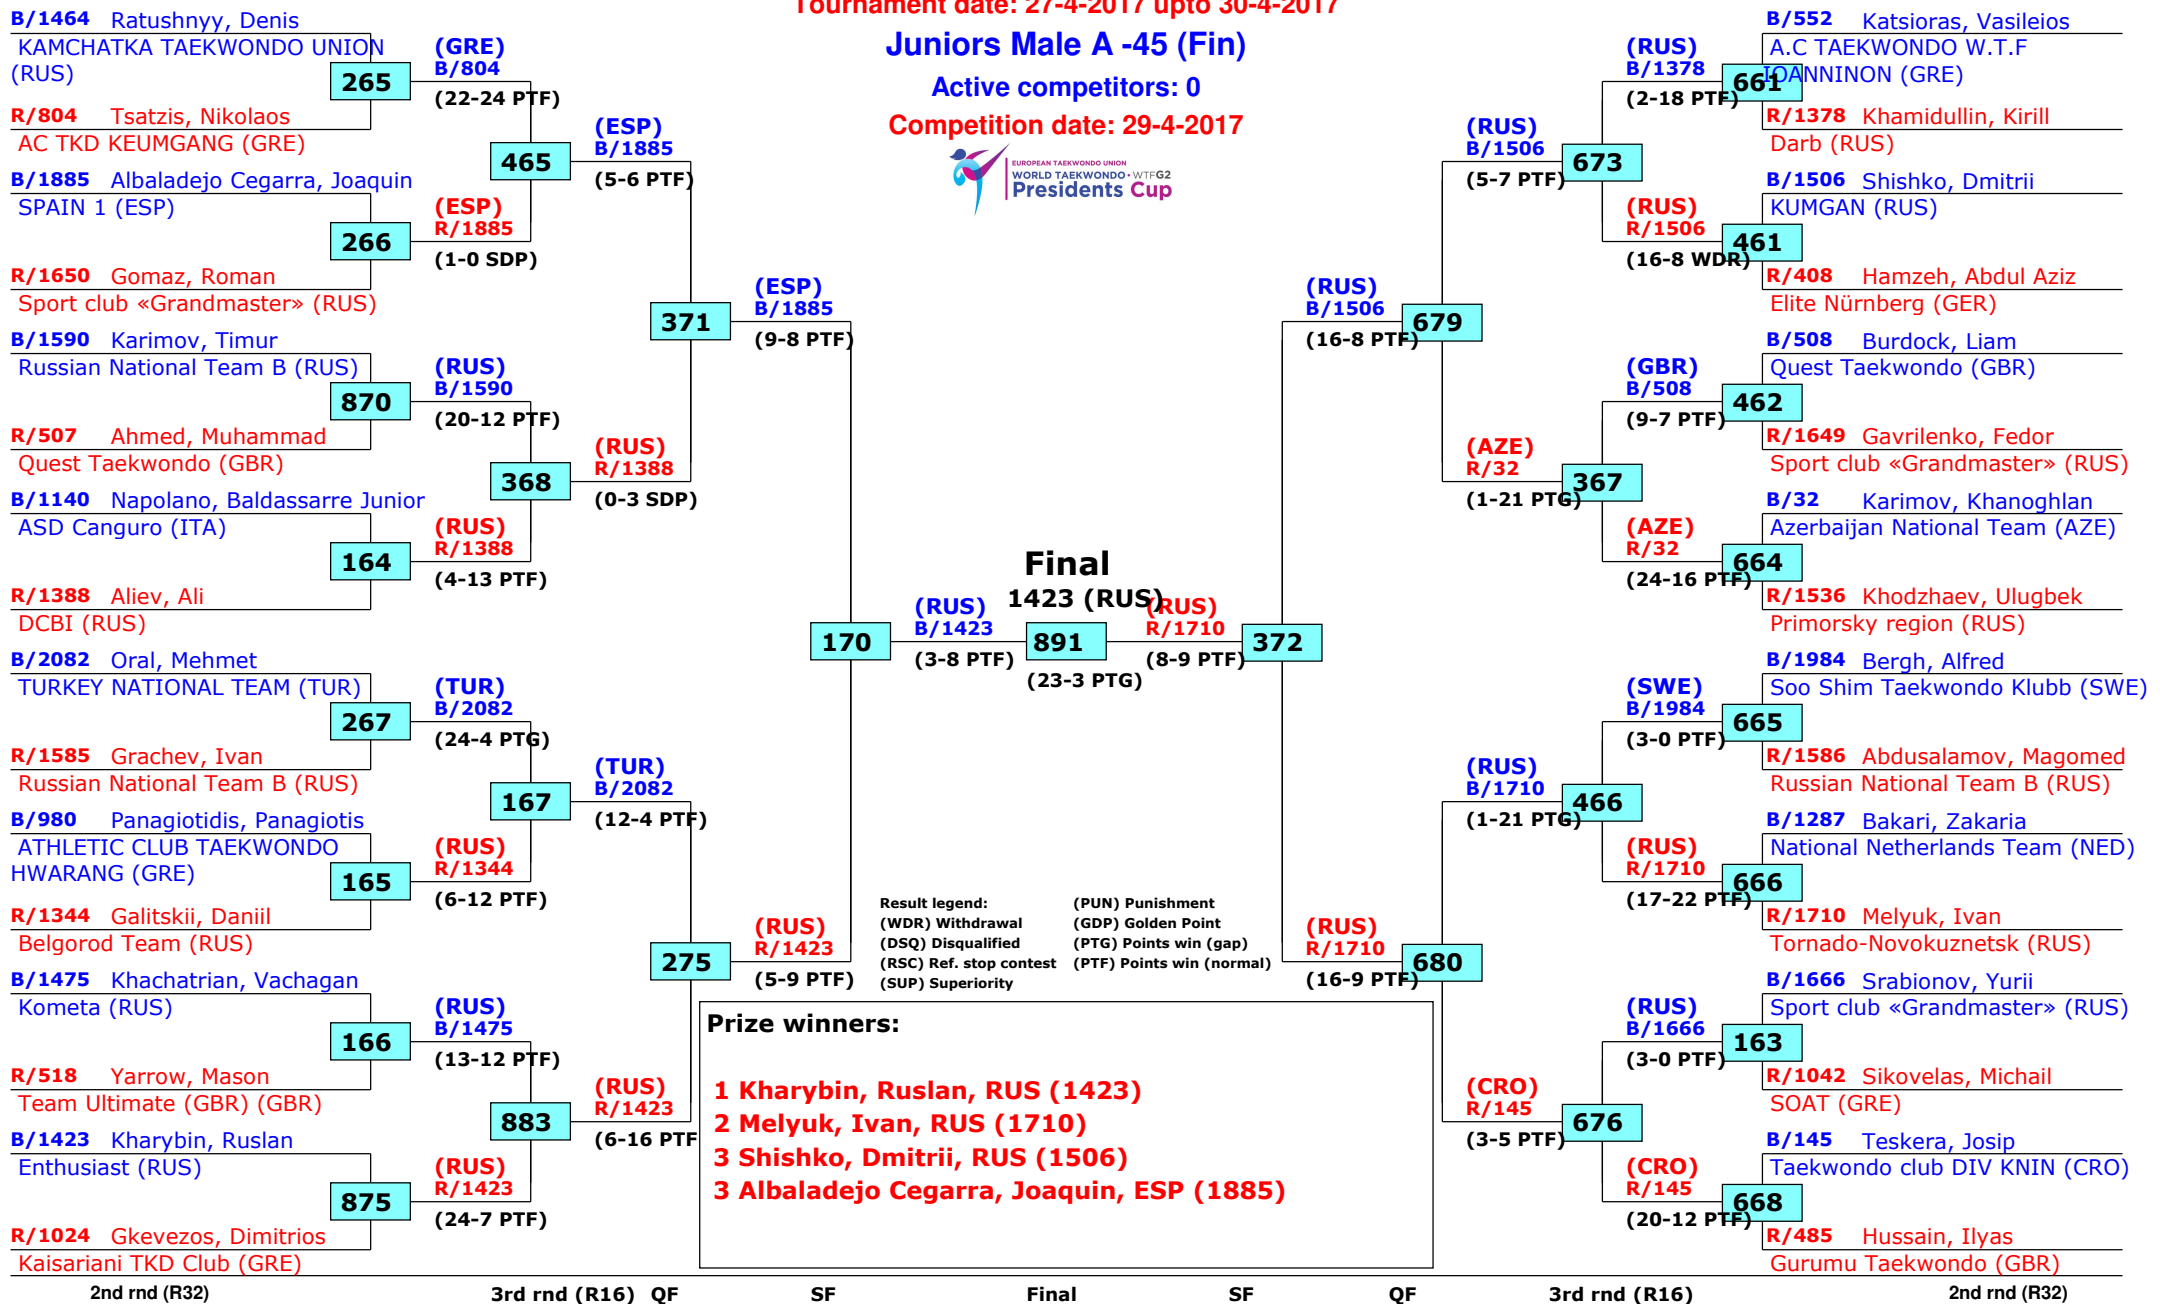 Tournament date: 27-4-2017 upto 30-4-2017
Juniors Male A -45 (Fin)
Active competitors: 0
Competition date: 29-4-2017
EUROPEAN TAEKWONDO UNION
WORLD TAEKWONDO • WTFG2
Presidents Cup
B/1464 Ratushnyy, Denis
KAMCHATKA TAEKWONDO UNION
(RUS)
265
R/804 Tsatzis, Nikolaos
AC TKD KEUMGANG (GRE)
B/1885 Albaladejo Cegarra, Joaquin
SPAIN 1 (ESP)
266
R/1650 Gomaz, Roman
Sport club «Grandmaster» (RUS)
B/1590 Karimov, Timur
Russian National Team B (RUS)
870
R/507 Ahmed, Muhammad
Quest Taekwondo (GBR)
B/1140 Napolano, Baldassarre Junior
ASD Canguro (ITA)
164
R/1388 Aliev, Ali
DCBI (RUS)
B/2082 Oral, Mehmet
TURKEY NATIONAL TEAM (TUR)
267
R/1585 Grachev, Ivan
Russian National Team B (RUS)
B/980 Panagiotidis, Panagiotis
ATHLETIC CLUB TAEKWONDO
HWARANG (GRE)
165
R/1344 Galitskii, Daniil
Belgorod Team (RUS)
B/1475 Khachatrian, Vachagan
Kometa (RUS)
166
R/518 Yarrow, Mason
Team Ultimate (GBR) (GBR)
B/1423 Kharybin, Ruslan
Enthusiast (RUS)
875
R/1024 Gkevezos, Dimitrios
Kaisariani TKD Club (GRE)
(GRE)
B/804
(22-24 PTF)
465
(ESP)
R/1885
(1-0 SDP)
(RUS)
B/1590
(20-12 PTF)
368
(RUS)
R/1388
(4-13 PTF)
(TUR)
B/2082
(24-4 PTG)
167
(RUS)
R/1344
(6-12 PTF)
(RUS)
B/1475
(13-12 PTF)
883
(RUS)
R/1423
(24-7 PTF)
(ESP)
B/1885
(5-6 PTF)
371
(RUS)
R/1388
(0-3 SDP)
(TUR)
B/2082
(12-4 PTF)
275
(RUS)
R/1423
(6-16 PTF
(ESP)
B/1885
(9-8 PTF)
170
(RUS)
R/1423
(5-9 PTF)
(RUS)
B/1423
(3-8 PTF)
Final
1423 (RUS)
891
(23-3 PTG)
(RUS)
R/1710
(8-9 PTF)
372
(RUS)
B/1506
(16-8 PTF)
(RUS)
R/1710
(16-9 PTF)
(RUS)
B/1506
(5-7 PTF)
679
(AZE)
R/32
(1-21 PTG)
(RUS)
B/1710
(1-21 PTG)
680
(CRO)
R/145
(3-5 PTF)
(RUS)
B/1378
(2-18 PTF)
673
(RUS)
R/1506
(16-8 WDR)
(GBR)
B/508
(9-7 PTF)
367
(AZE)
R/32
(24-16 PTF)
(SWE)
B/1984
(3-0 PTF)
466
(RUS)
R/1710
(17-22 PTF)
(RUS)
B/1666
(3-0 PTF)
676
(CRO)
R/145
(20-12 PTF)
B/552 Katsioras, Vasileios
A.C TAEKWONDO W.T.F
IOANNINON (GRE)
661
R/1378 Khamidullin, Kirill
Darb (RUS)
B/1506 Shishko, Dmitrii
KUMGAN (RUS)
461
R/408 Hamzeh, Abdul Aziz
Elite Nürnberg (GER)
B/508 Burdock, Liam
Quest Taekwondo (GBR)
462
R/1649 Gavrilenko, Fedor
Sport club «Grandmaster» (RUS)
B/32 Karimov, Khanoghlan
Azerbaijan National Team (AZE)
664
R/1536 Khodzhaev, Ulugbek
Primorsky region (RUS)
B/1984 Bergh, Alfred
Soo Shim Taekwondo Klubb (SWE)
665
R/1586 Abdusalamov, Magomed
Russian National Team B (RUS)
B/1287 Bakari, Zakaria
National Netherlands Team (NED)
666
R/1710 Melyuk, Ivan
Tornado-Novokuznetsk (RUS)
B/1666 Srabionov, Yurii
Sport club «Grandmaster» (RUS)
163
R/1042 Sikovelas, Michail
SOAT (GRE)
B/145 Teskera, Josip
Taekwondo club DIV KNIN (CRO)
668
R/485 Hussain, Ilyas
Gurumu Taekwondo (GBR)
Result legend: (PUN) Punishment
(WDR) Withdrawal (GDP) Golden Point
(DSQ) Disqualified (PTG) Points win (gap)
(RSC) Ref. stop contest (PTF) Points win (normal)
(SUP) Superiority
Prize winners:
1 Kharybin, Ruslan, RUS (1423)
2 Melyuk, Ivan, RUS (1710)
3 Shishko, Dmitrii, RUS (1506)
3 Albaladejo Cegarra, Joaquin, ESP (1885)
2nd rnd (R32) 3rd rnd (R16) QF SF Final SF QF 3rd rnd (R16) 2nd rnd (R32)